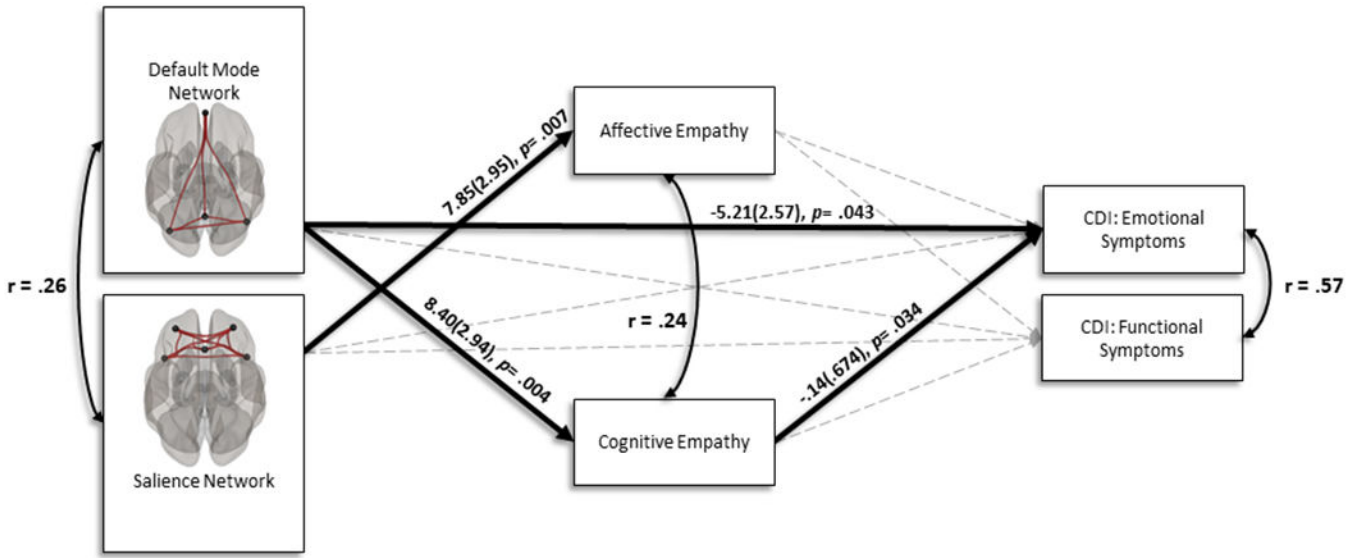 Default Mode
Network
r = .26
Salience Network
7.85(2.95), p= .007
8.40(2.94), p= .004
Affective Empathy
r = .24
Cognitive Empathy
-5.21(2.57), p= .043
-.14(.674), p= .034
CDI: Emotional
Symptoms
CDI: Functional
Symptoms
r = .57